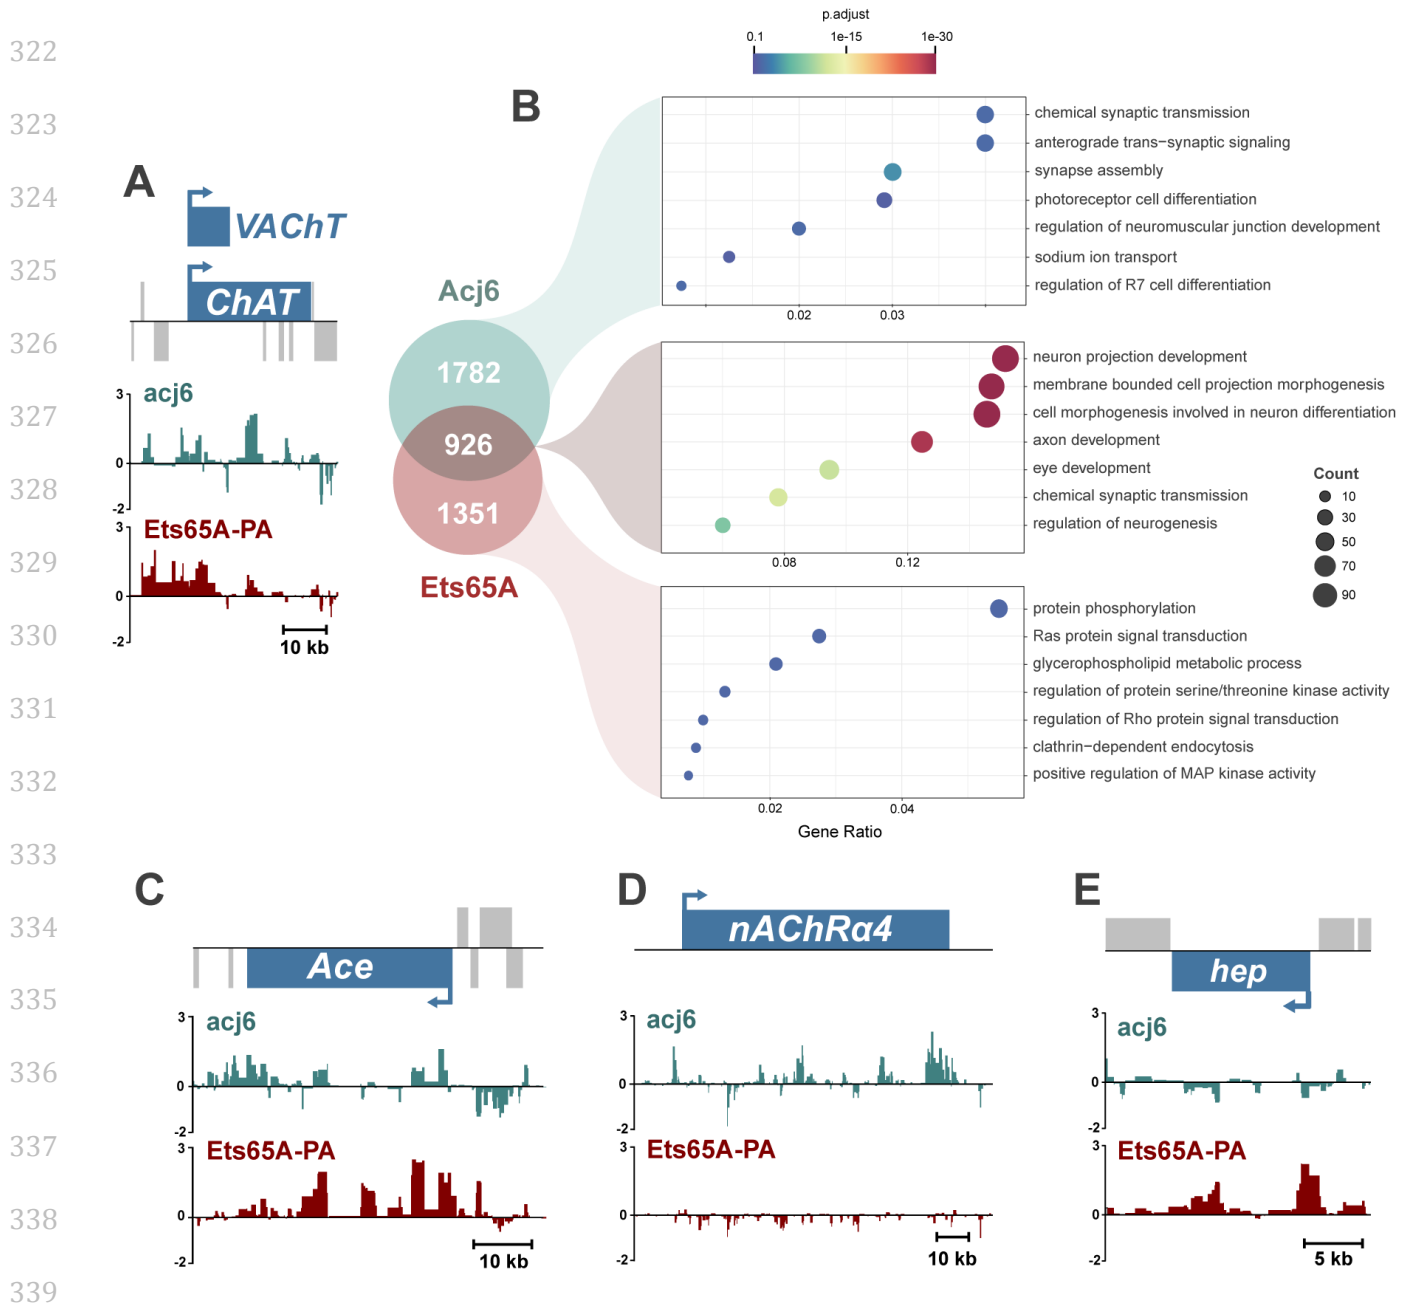 322
323
324
325
326
327
328
329
330
331
332
333
334
335
336
337
338
339
A
VAChT
ChAT
3
acj6
0
-2
3
Ets65A-PA
0
-2
10 kb
B
p.adjust
0.1 1e-15 1e-30
Acj6
1782
926
1351
Ets65A
chemical synaptic transmission
anterograde trans−synaptic signaling
synapse assembly
photoreceptor cell differentiation
regulation of neuromuscular junction development
sodium ion transport
regulation of R7 cell differentiation
0.02 0.03
neuron projection development
membrane bounded cell projection morphogenesis
cell morphogenesis involved in neuron differentiation
axon development
eye development
chemical synaptic transmission
regulation of neurogenesis
0.08 0.12
Count
10
30
50
70
90
protein phosphorylation
Ras protein signal transduction
glycerophospholipid metabolic process
regulation of protein serine/threonine kinase activity
regulation of Rho protein signal transduction
clathrin−dependent endocytosis
positive regulation of MAP kinase activity
0.02 0.04
Gene Ratio
C
Ace
3
acj6
0
-2
3
Ets65A-PA
0
-2
10 kb
D
nAChRα4
3
acj6
0
-2
3
Ets65A-PA
0
-2
10 kb
E
hep
3
acj6
0
-2
3
Ets65A-PA
0
-2
5 kb